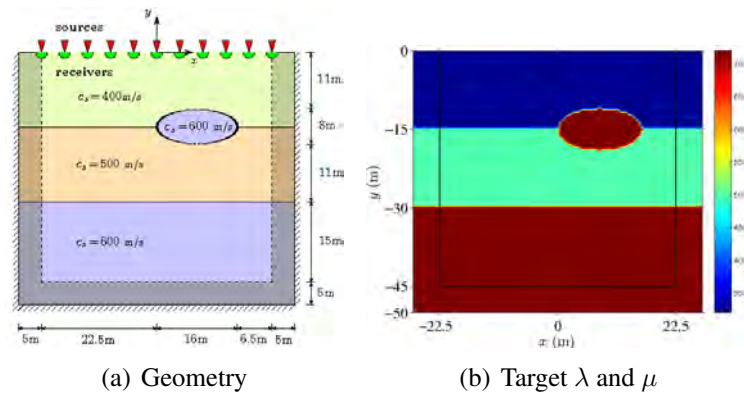 sources
y
x
receivers
c_s = 400m/s
c_s = 600 m/s
c_s = 500 m/s
c_s = 600 m/s
11m
8m
11m
15m
5m
5m
22.5m
16m
6.5m
5m
(a) Geometry
0
−15
−30
−45
−50
y (m)
−22.5
0
22.5
x (m)
(b) Target λ and μ